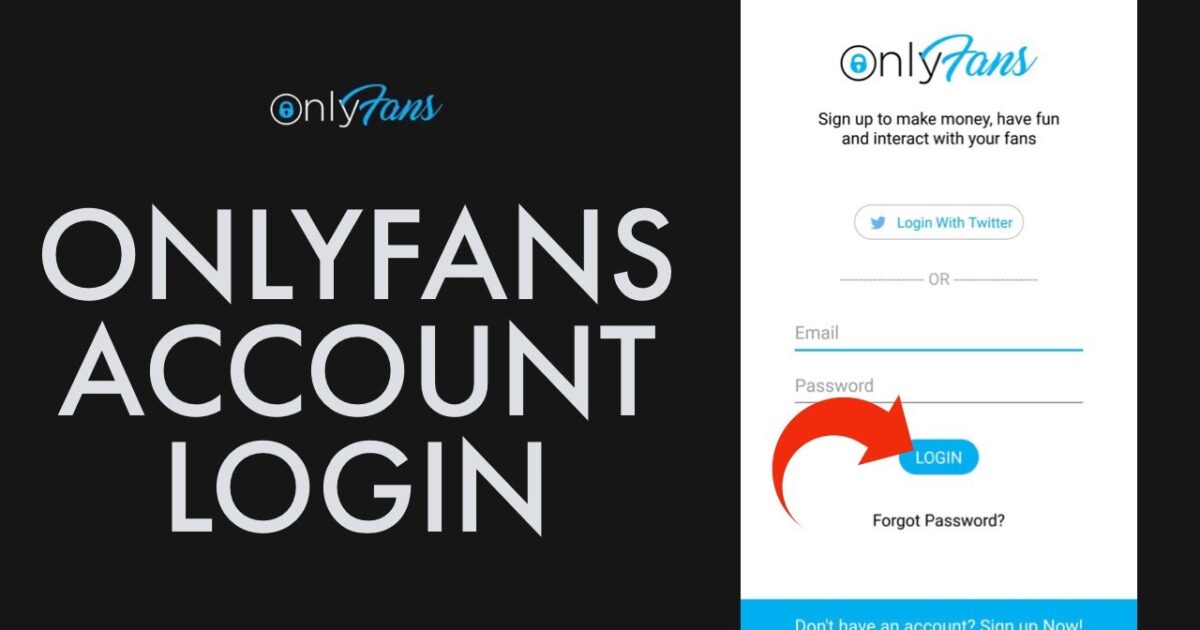 OnlyFans
ONLYFANS
ACCOUNT
LOGIN
OnlyFans
Sign up to make money, have fun
and interact with your fans
Login With Twitter
OR
Email
Password
LOGIN
Forgot Password?
Don't have an account? Sign up Now!